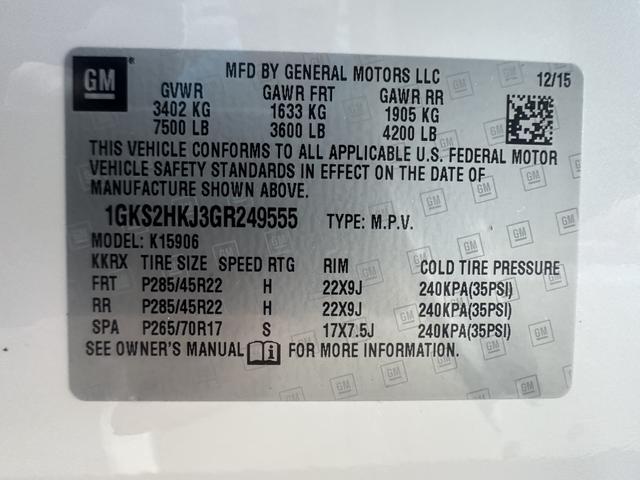 GM
MFD BY GENERAL MOTORS LLC 12/15
GVWR GAWR FRT GAWR RR
3402 KG 1633 KG 1905 KG
7500 LB 3600 LB 4200 LB
THIS VEHICLE CONFORMS TO ALL APPLICABLE U.S. FEDERAL MOTOR
VEHICLE SAFETY STANDARDS IN EFFECT ON THE DATE OF
MANUFACTURE SHOWN ABOVE.
1GKS2HKJ3GR249555 TYPE: M.P.V.
MODEL: K15906
KKRX TIRE SIZE SPEED RTG RIM COLD TIRE PRESSURE
FRT P285/45R22 H 22X9J 240KPA(35PSI)
RR P285/45R22 H 22X9J 240KPA(35PSI)
SPA P265/70R17 S 17X7.5J 240KPA(35PSI)
SEE OWNER'S MANUAL FOR MORE INFORMATION.